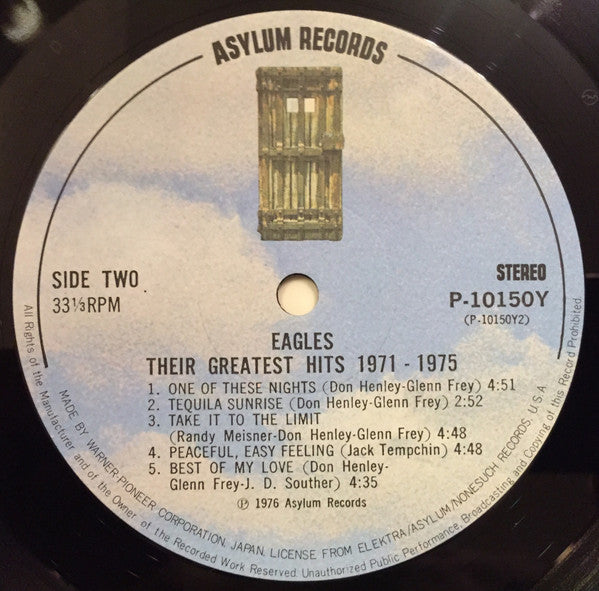 ASYLUM RECORDS
SIDE TWO
33⅓RPM
STEREO
P-10150Y
(P-10150Y2)
EAGLES
THEIR GREATEST HITS 1971 - 1975
1. ONE OF THESE NIGHTS (Don Henley-Glenn Frey) 4:51
2. TEQUILA SUNRISE (Don Henley-Glenn Frey) 2:52
3. TAKE IT TO THE LIMIT
(Randy Meisner-Don Henley-Glenn Frey) 4:48
4. PEACEFUL, EASY FEELING (Jack Tempchin) 4:48
5. BEST OF MY LOVE (Don Henley-
Glenn Frey-J. D. Souther) 4:35
Ⓟ 1976 Asylum Records
MADE BY WARNER-PIONEER CORPORATION, JAPAN. LICENSE FROM ELEKTRA/ASYLUM/NONESUCH RECORDS, U.S.A.
All Rights of the Manufacturer and of the Owner of the Recorded Work Reserved. Unauthorized Public Performance, Broadcasting and Copying of this Record Prohibited.